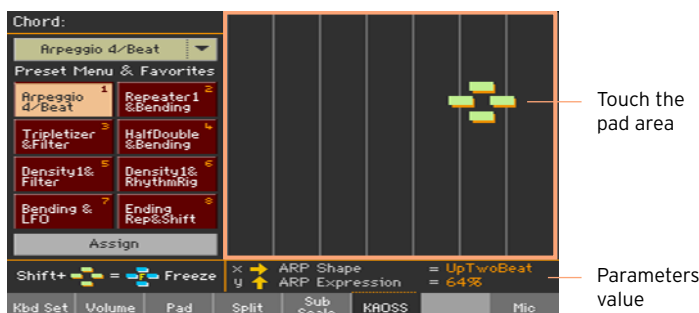 Chord:
Arpeggio 4/Beat
Preset Menu & Favorites
Arpeggio 4/Beat 1
Repeater1 &Bending 2
Tripletizer &Filter 3
HalfDouble &Bending 4
Density1& Filter 5
Density1& RhythmRig 6
Bending & LFO 7
Ending Rep&Shift 8
Assign
Touch the
pad area
Shift+ = F Freeze
x ARP Shape = UpTwoBeat
y ARP Expression = 64%
Parameters
value
Kbd Set Volume Pad Split Sub Scale KAOSS Mic